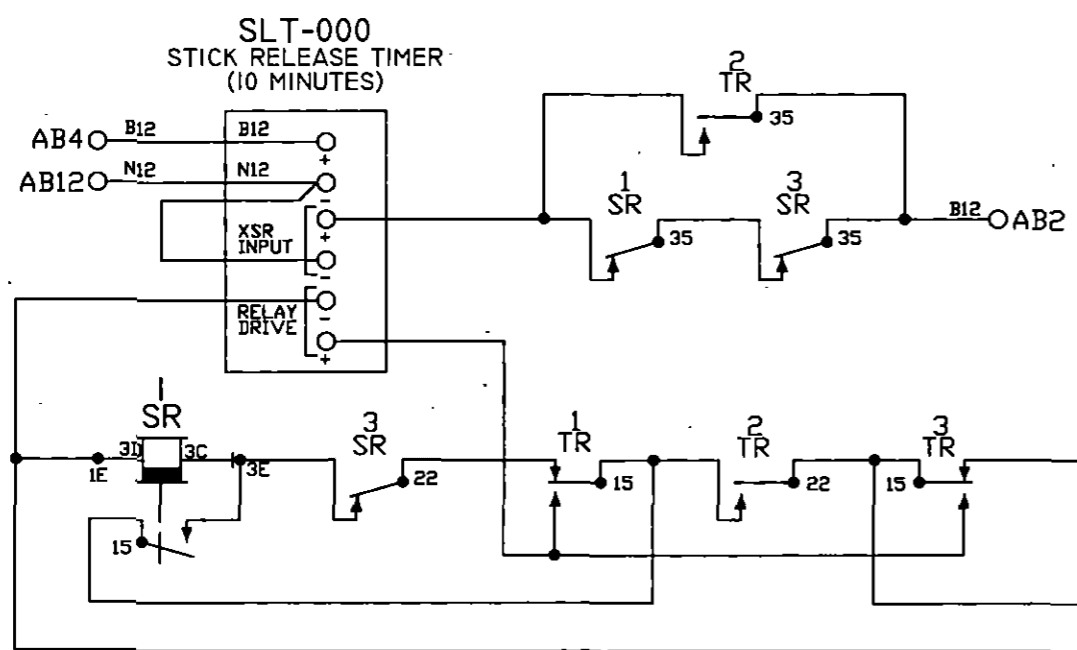 SLT-000
STICK RELEASE TIMER
(10 MINUTES)
2
TR
35
AB4 B12 B12
+
AB12 N12 N12
-
XSR
INPUT
+
-
RELAY
DRIVE
-
+
1
SR
35
3
SR
35
B12 AB2
1
SR
1E 3D 3C 3E
15
3
SR
22
1
TR
15
2
TR
22
3
TR
15